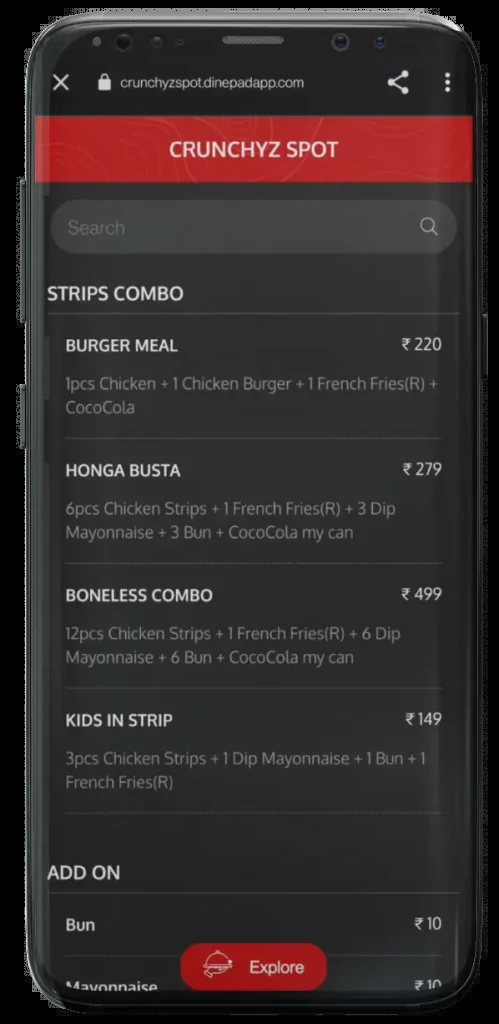 crunchyzspot.dinepadapp.com
CRUNCHYZ SPOT
Search
STRIPS COMBO
BURGER MEAL ₹ 220
1pcs Chicken + 1 Chicken Burger + 1 French Fries(R) +
CocoCola
HONGA BUSTA ₹ 279
6pcs Chicken Strips + 1 French Fries(R) + 3 Dip
Mayonnaise + 3 Bun + CocoCola my can
BONELESS COMBO ₹ 499
12pcs Chicken Strips + 1 French Fries(R) + 6 Dip
Mayonnaise + 6 Bun + CocoCola my can
KIDS IN STRIP ₹ 149
3pcs Chicken Strips + 1 Dip Mayonnaise + 1 Bun + 1
French Fries(R)
ADD ON
Bun ₹ 10
Mayonnaise ₹ 10
Explore